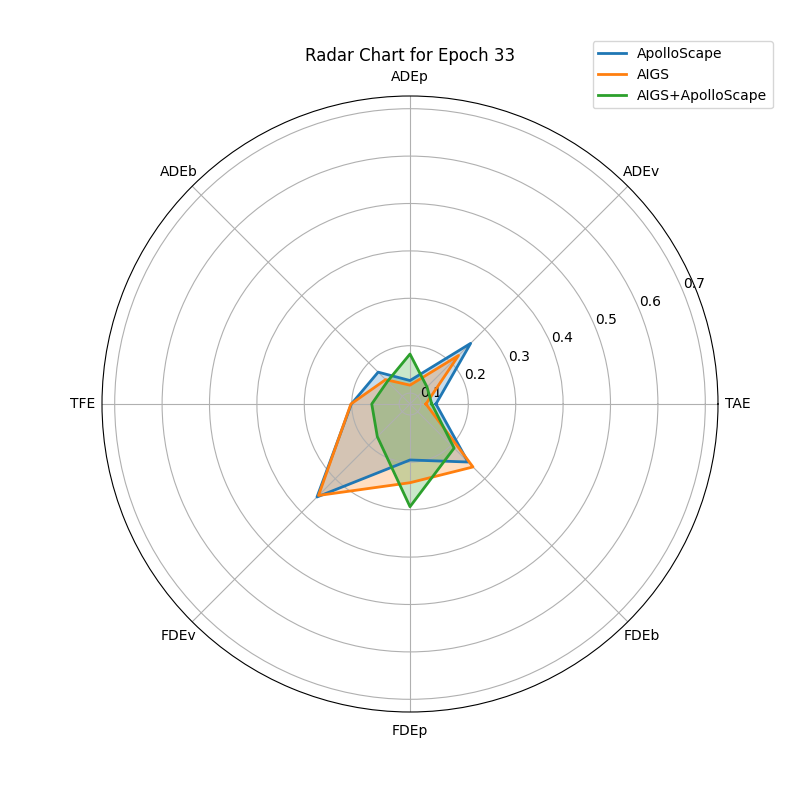 Radar Chart for Epoch 33
ApolloScape
AIGS
AIGS+ApolloScape
ADEp
ADEb
ADEv
0.7
0.6
0.5
0.4
0.3
0.2
0.1
TFE
TAE
FDEv
FDEb
FDEp